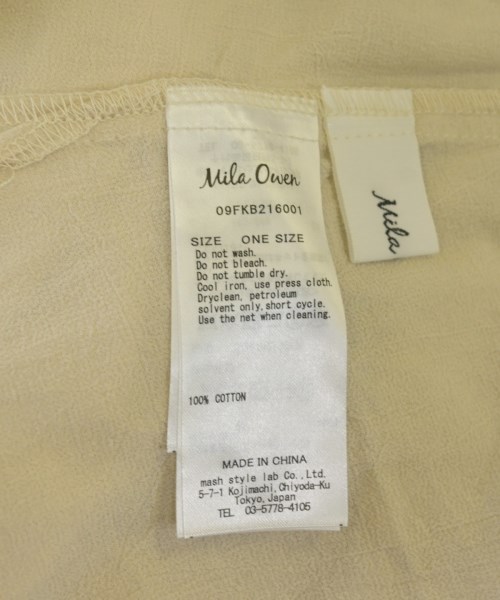 Mila Owen
09FKB216001
SIZE ONE SIZE
Do not wash.
Do not bleach.
Do not tumble dry.
Cool iron, use press cloth.
Dryclean, petroleum
solvent only, short cycle.
Use the net when cleaning.
100% COTTON
MADE IN CHINA
mash style lab Co., Ltd.
5-7-1 Kojimachi, Chiyoda-Ku
Tokyo, Japan
TEL 03-5778-4105
Mila